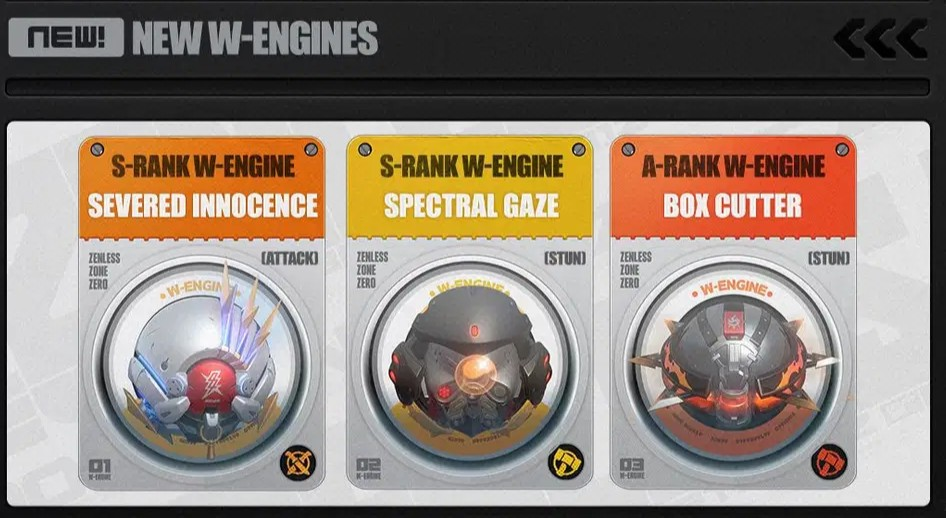 NEW!
NEW W-ENGINES
S-RANK W-ENGINE
SEVERED INNOCENCE
ZENLESS
ZONE
ZERO
(ATTACK)
• W-ENGINE
01
W-ENGINE
S-RANK W-ENGINE
SPECTRAL GAZE
ZENLESS
ZONE
ZERO
(STUN)
• W-ENGINE •
02
W-ENGINE
A-RANK W-ENGINE
BOX CUTTER
ZENLESS
ZONE
ZERO
(STUN)
• W-ENGINE •
03
W-ENGINE